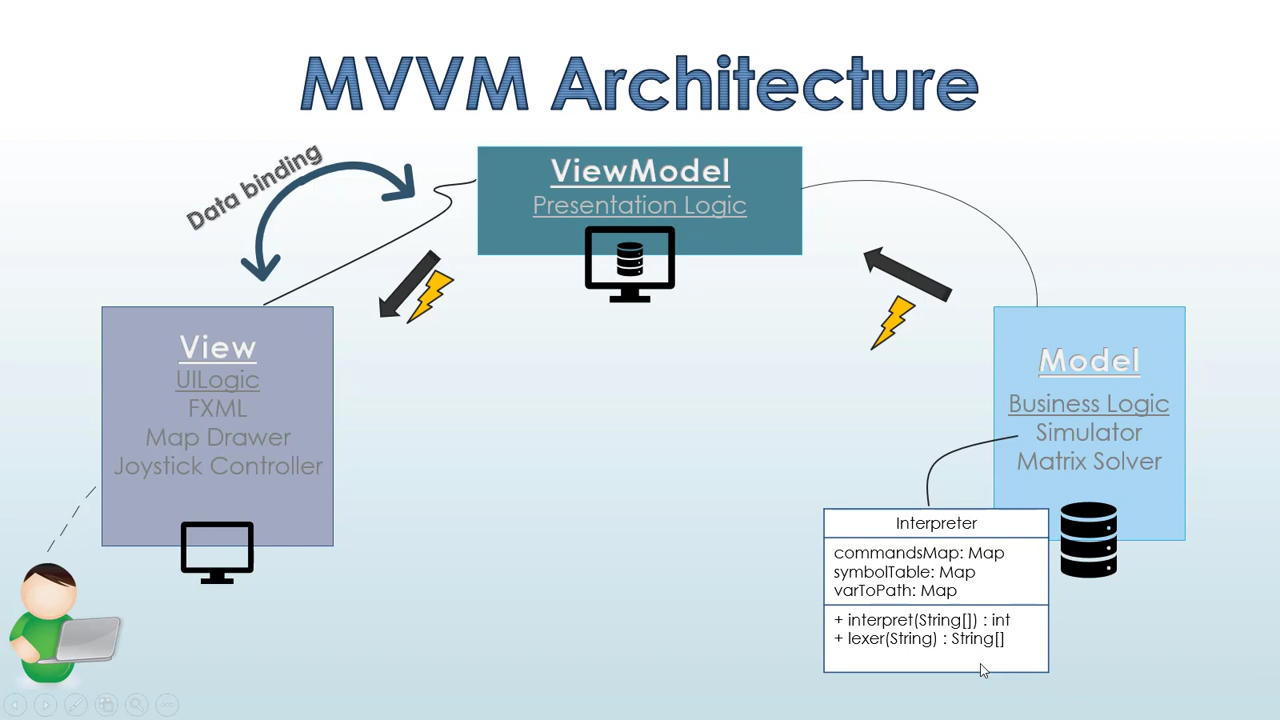 MVVM Architecture
Data binding
ViewModel
Presentation Logic
View
UILogic
FXML
Map Drawer
Joystick Controller
Model
Business Logic
Simulator
Matrix Solver
Interpreter
commandsMap: Map
symbolTable: Map
varToPath: Map
+ interpret(String[]) : int
+ lexer(String) : String[]